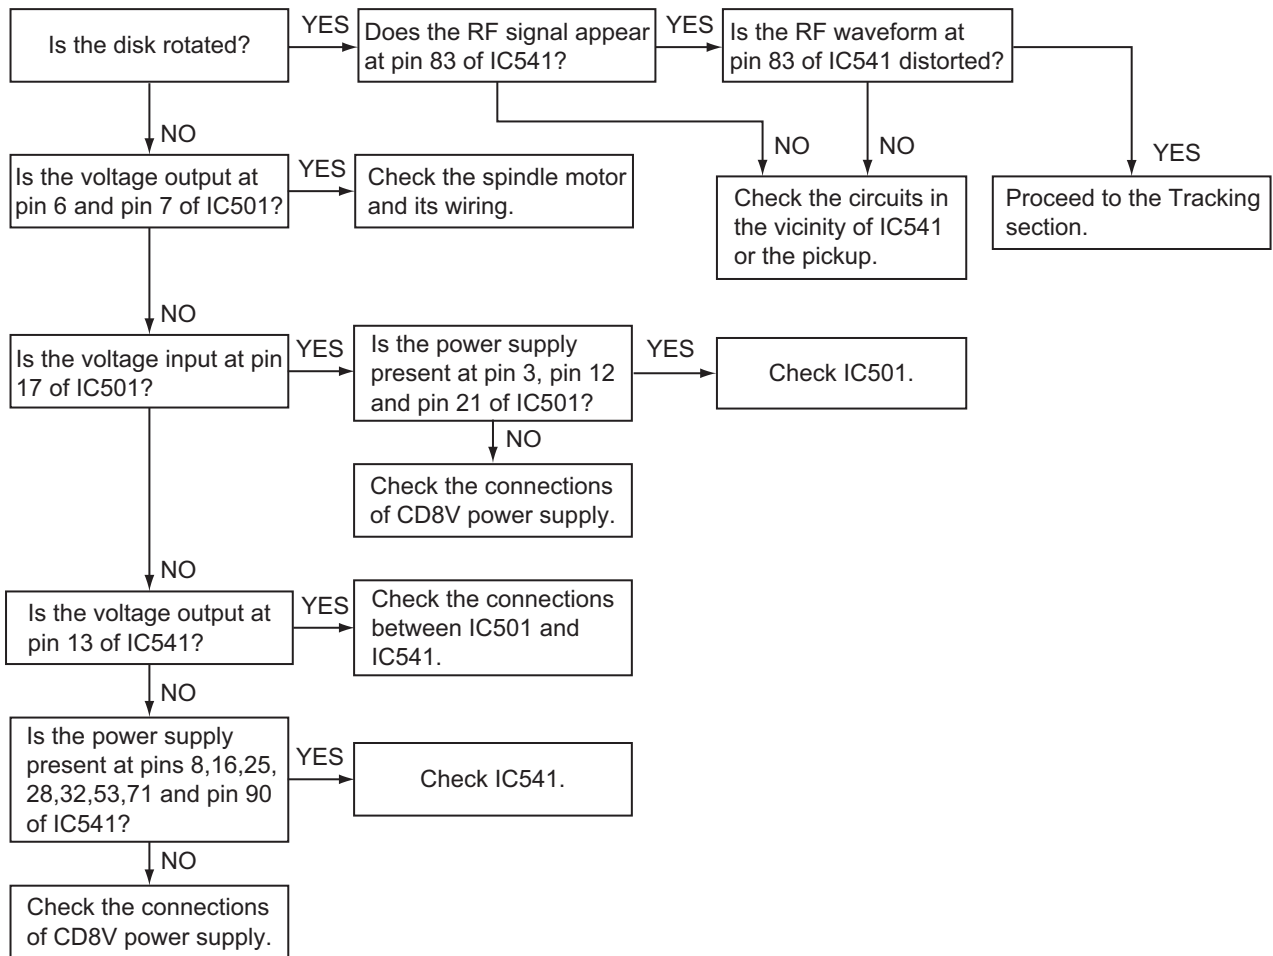 Is the disk rotated?
YES
Does the RF signal appear
at pin 83 of IC541?
YES
Is the RF waveform at
pin 83 of IC541 distorted?
NO
NO
NO
YES
Is the voltage output at
pin 6 and pin 7 of IC501?
YES
Check the spindle motor
and its wiring.
Check the circuits in
the vicinity of IC541
or the pickup.
Proceed to the Tracking
section.
NO
Is the voltage input at pin
17 of IC501?
YES
Is the power supply
present at pin 3, pin 12
and pin 21 of IC501?
YES
Check IC501.
NO
Check the connections
of CD8V power supply.
NO
Is the voltage output at
pin 13 of IC541?
YES
Check the connections
between IC501 and
IC541.
NO
Is the power supply
present at pins 8,16,25,
28,32,53,71 and pin 90
of IC541?
YES
Check IC541.
NO
Check the connections
of CD8V power supply.